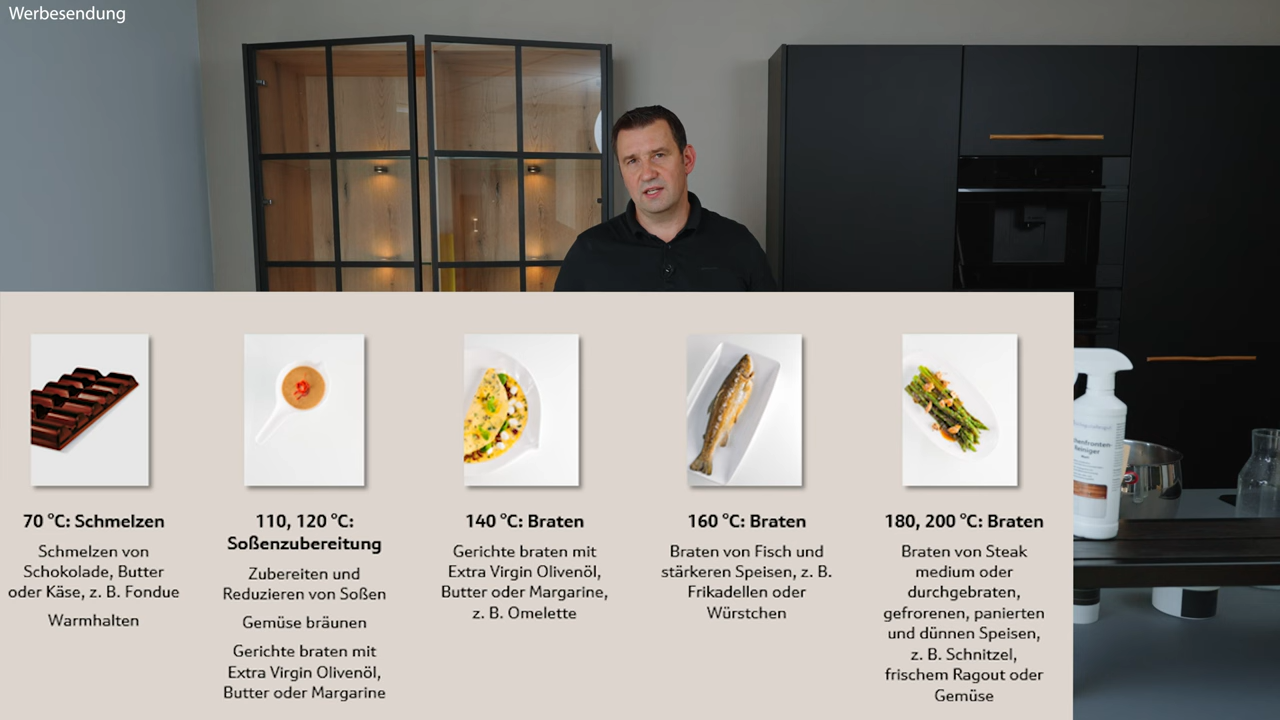 Werbesendung
70 °C: Schmelzen
Schmelzen von
Schokolade, Butter
oder Käse, z. B. Fondue
Warmhalten
110, 120 °C:
Soßenzubereitung
Zubereiten und
Reduzieren von Soßen
Gemüse bräunen
Gerichte braten mit
Extra Virgin Olivenöl,
Butter oder Margarine
140 °C: Braten
Gerichte braten mit
Extra Virgin Olivenöl,
Butter oder Margarine,
z. B. Omelette
160 °C: Braten
Braten von Fisch und
stärkeren Speisen, z. B.
Frikadellen oder
Würstchen
180, 200 °C: Braten
Braten von Steak
medium oder
durchgebraten,
gefrorenen, panierten
und dünnen Speisen,
z. B. Schnitzel,
frischem Ragout oder
Gemüse
enfronten-
Reiniger